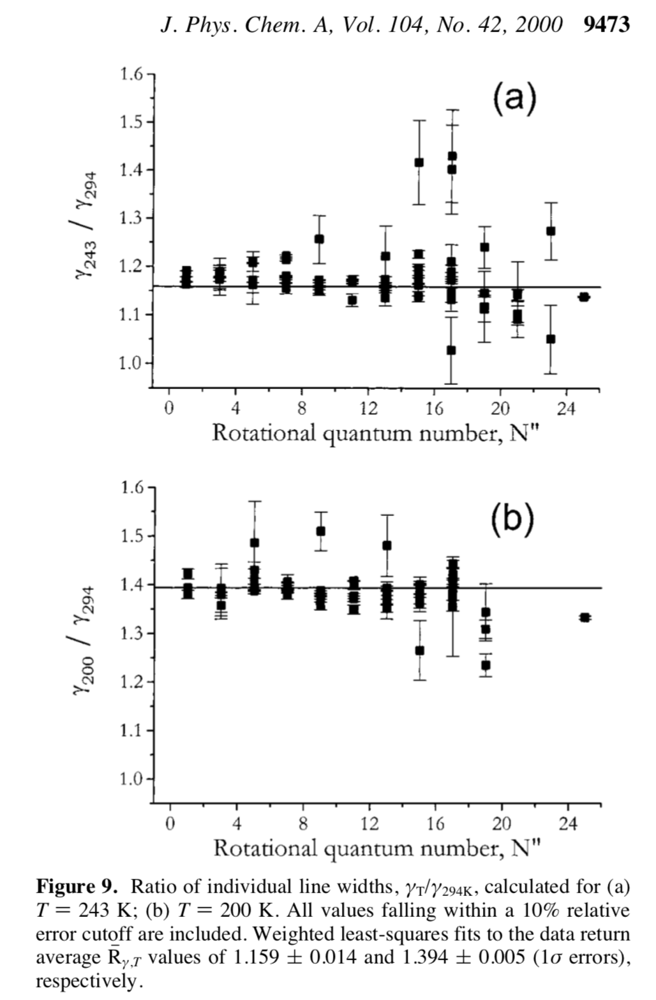 J. Phys. Chem. A, Vol. 104, No. 42, 2000 9473
(a)
1.6
1.5
1.4
1.3
1.2
1.1
1.0
γ243 / γ294
0 4 8 12 16 20 24
Rotational quantum number, N"
(b)
1.6
1.5
1.4
1.3
1.2
1.1
1.0
γ200 / γ294
0 4 8 12 16 20 24
Rotational quantum number, N"
Figure 9. Ratio of individual line widths, γT/γ294K, calculated for (a)
T = 243 K; (b) T = 200 K. All values falling within a 10% relative
error cutoff are included. Weighted least-squares fits to the data return
average R̄γ,T values of 1.159 ± 0.014 and 1.394 ± 0.005 (1σ errors),
respectively.